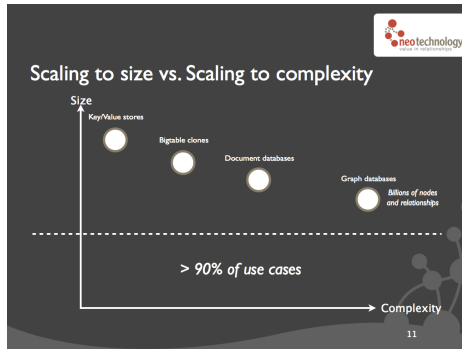 neotechnology
value in relationships
Scaling to size vs. Scaling to complexity
Size
Key/Value stores
Bigtable clones
Document databases
Graph databases
Billions of nodes
and relationships
> 90% of use cases
Complexity
11